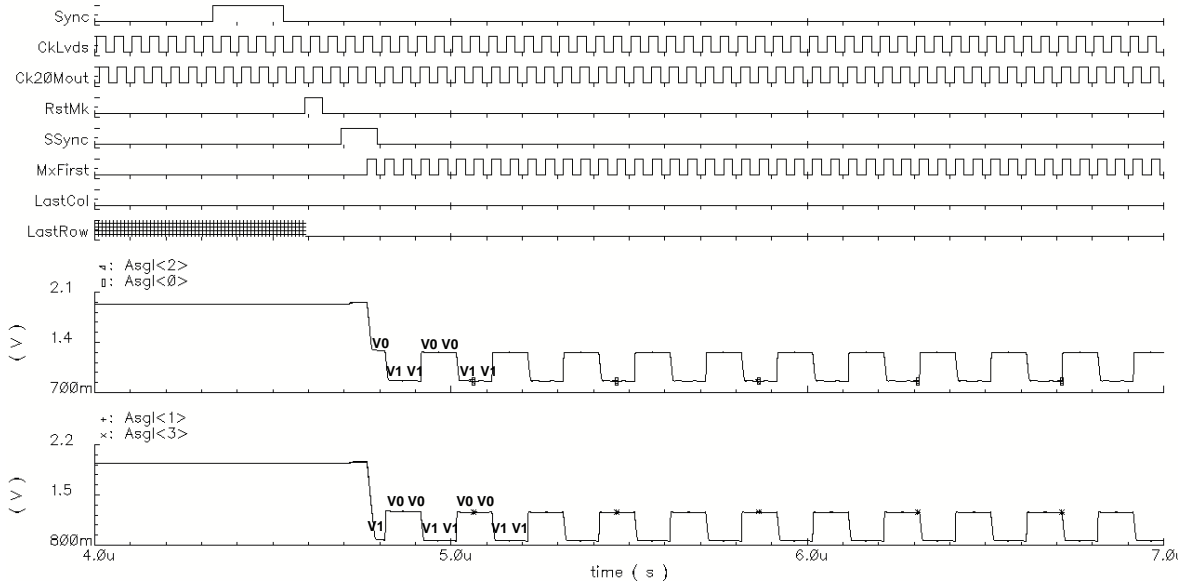 Sync
CkLvds
Ck2ØMout
RstMk
SSync
MxFirst
LastCol
LastRow
: Asgl<2>
: Asgl<Ø>
2.1
( V )
1.4
700m
V0 V0 V0
V1 V1 V1 V1
+: Asgl<1>
×: Asgl<3>
2.2
( V )
1.5
800m
V0 V0 V0 V0
V1 V1 V1 V1 V1
4.0u 5.0u 6.0u 7.0u
time ( s )